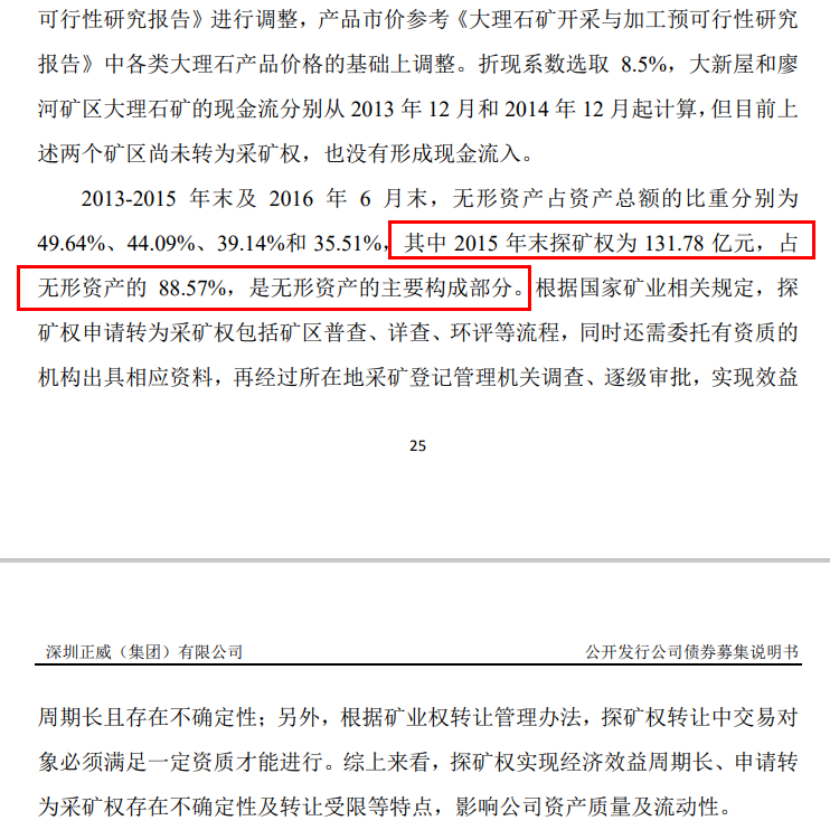 可行性研究报告》进行调整，产品市价参考《大理石矿开采与加工预可行性研究
报告》中各类大理石产品价格的基础上调整。折现系数选取 8.5%，大新屋和廖
河矿区大理石矿的现金流分别从 2013 年 12 月和 2014 年 12 月起计算，但目前上
述两个矿区尚未转为采矿权，也没有形成现金流入。
2013-2015 年末及 2016 年 6 月末，无形资产占资产总额的比重分别为
49.64%、44.09%、39.14%和 35.51%，其中 2015 年末探矿权为 131.78 亿元，占
无形资产的 88.57%，是无形资产的主要构成部分。根据国家矿业相关规定，探
矿权申请转为采矿权包括矿区普查、详查、环评等流程，同时还需委托有资质的
机构出具相应资料，再经过所在地采矿登记管理机关调查、逐级审批，实现效益
25
深圳正威（集团）有限公司 公开发行公司债券募集说明书
周期长且存在不确定性；另外，根据矿业权转让管理办法，探矿权转让中交易对
象必须满足一定资质才能进行。综上来看，探矿权实现经济效益周期长、申请转
为采矿权存在不确定性及转让受限等特点，影响公司资产质量及流动性。